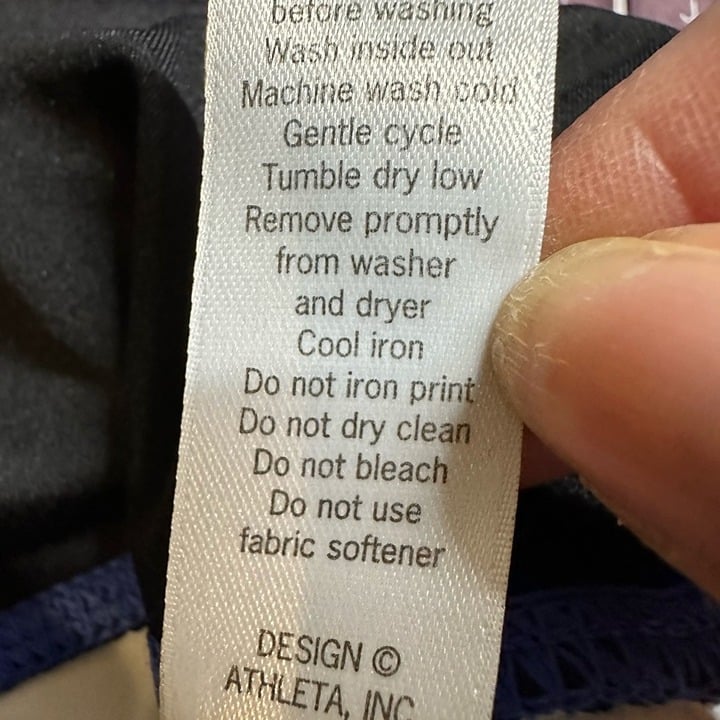 before washing
Wash inside out
Machine wash cold
Gentle cycle
Tumble dry low
Remove promptly
from washer
and dryer
Cool iron
Do not iron print
Do not dry clean
Do not bleach
Do not use
fabric softener
DESIGN ©
ATHLETA, INC